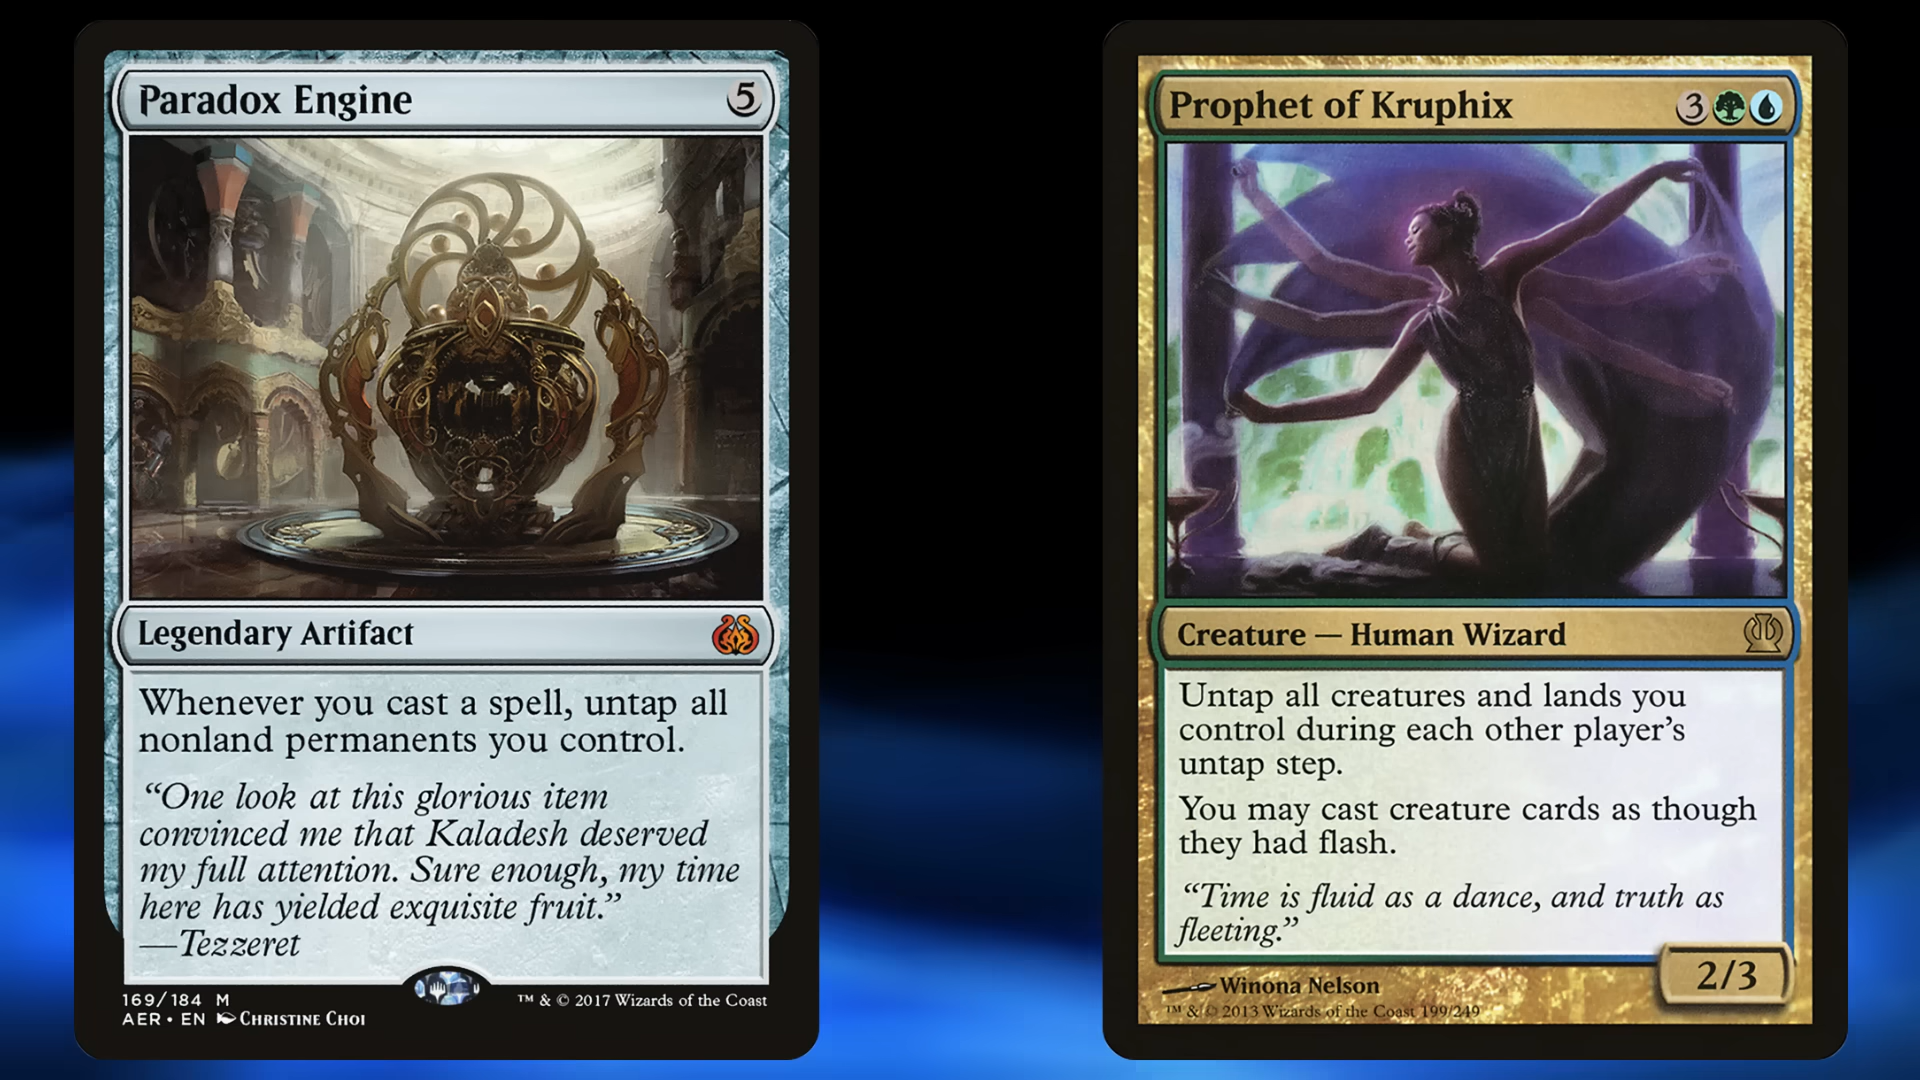 Paradox Engine 5
Legendary Artifact
Whenever you cast a spell, untap all
nonland permanents you control.
“One look at this glorious item
convinced me that Kaladesh deserved
my full attention. Sure enough, my time
here has yielded exquisite fruit.”
—Tezzeret
169/184 M
AER • EN Christine Choi
™ & © 2017 Wizards of the Coast
Prophet of Kruphix 3
Creature — Human Wizard
Untap all creatures and lands you
control during each other player’s
untap step.
You may cast creature cards as though
they had flash.
“Time is fluid as a dance, and truth as
fleeting.”
2/3
Winona Nelson
™ & © 2013 Wizards of the Coast 199/249